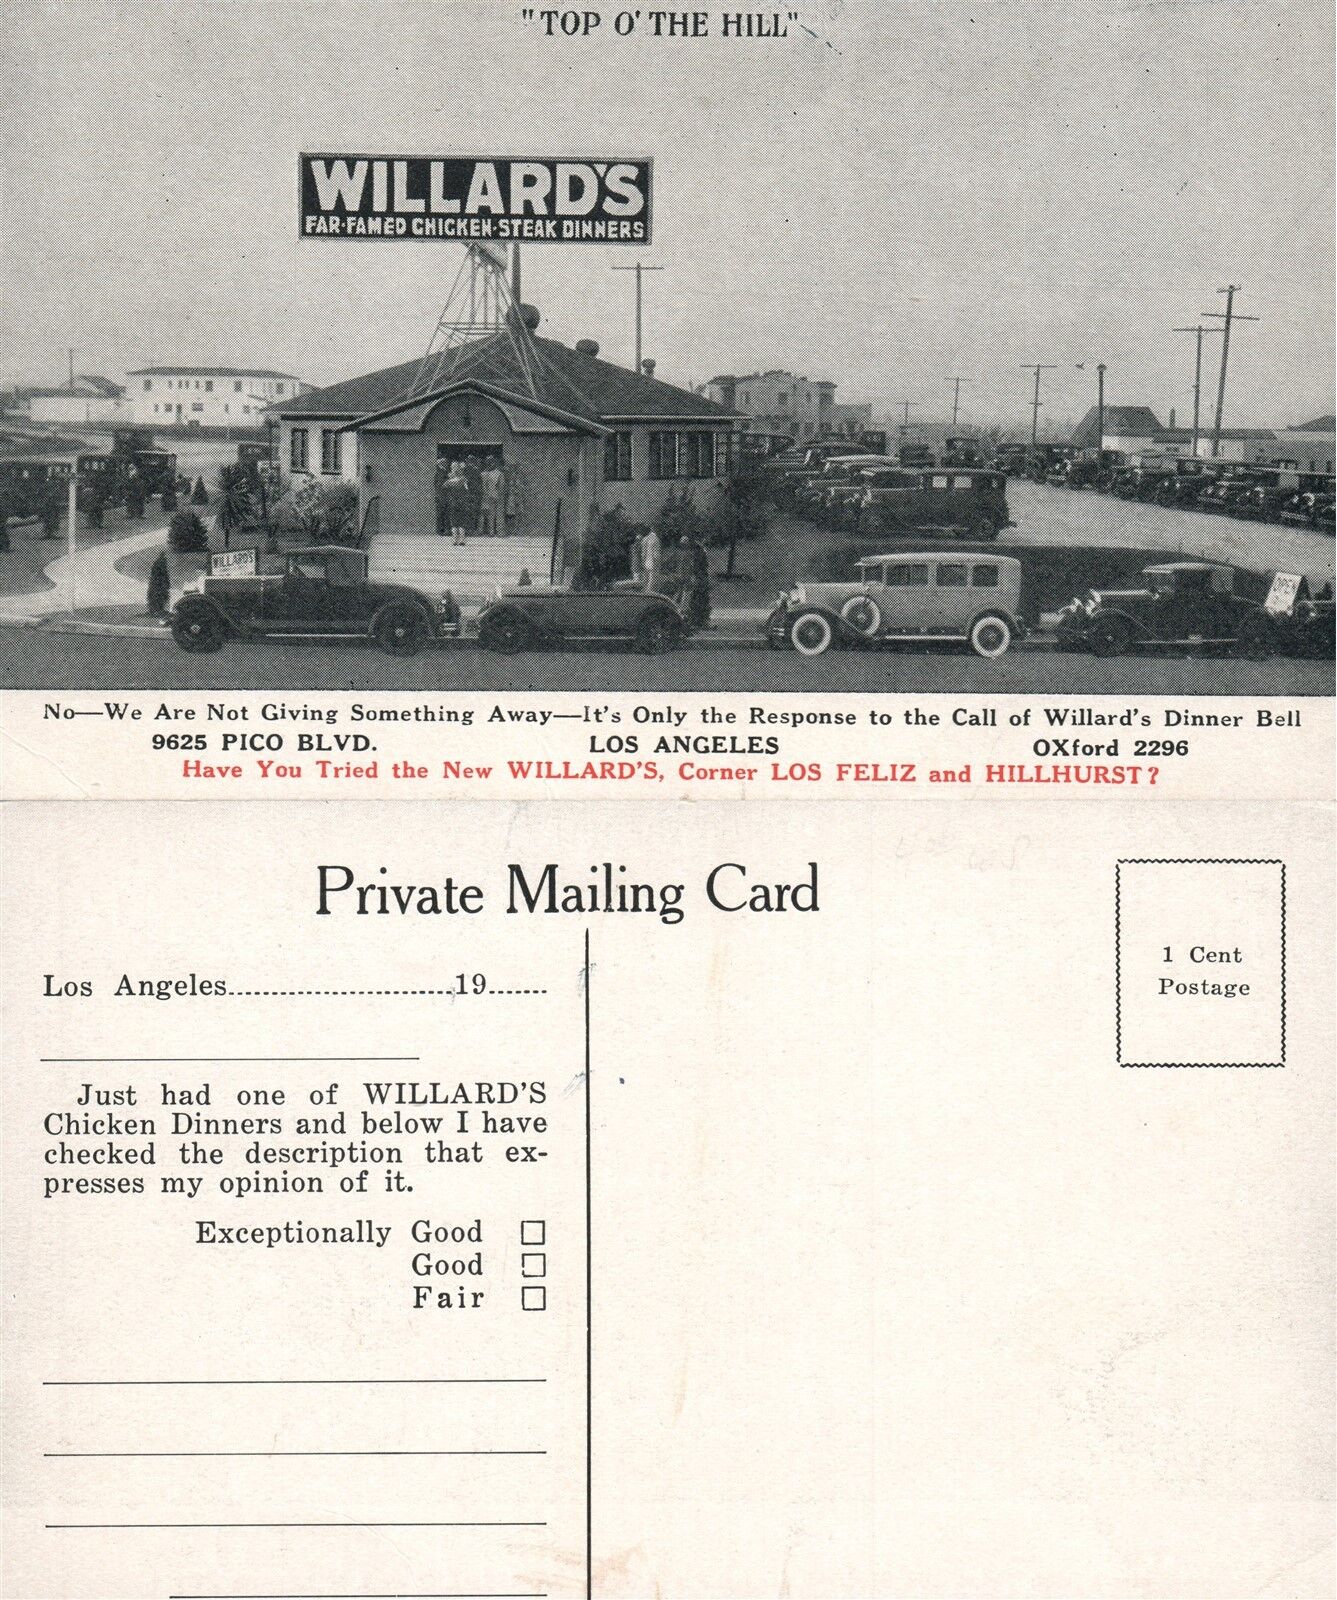 "TOP O' THE HILL"
WILLARD'S
FAR-FAMED CHICKEN-STEAK DINNERS
WILLARD'S
OPEN
No—We Are Not Giving Something Away—It's Only the Response to the Call of Willard's Dinner Bell
9625 PICO BLVD. LOS ANGELES OXford 2296
Have You Tried the New WILLARD'S, Corner LOS FELIZ and HILLHURST?
Private Mailing Card
1 Cent
Postage
Los Angeles..........................19.......
Just had one of WILLARD'S
Chicken Dinners and below I have
checked the description that ex-
presses my opinion of it.
Exceptionally Good ☐
Good ☐
Fair ☐